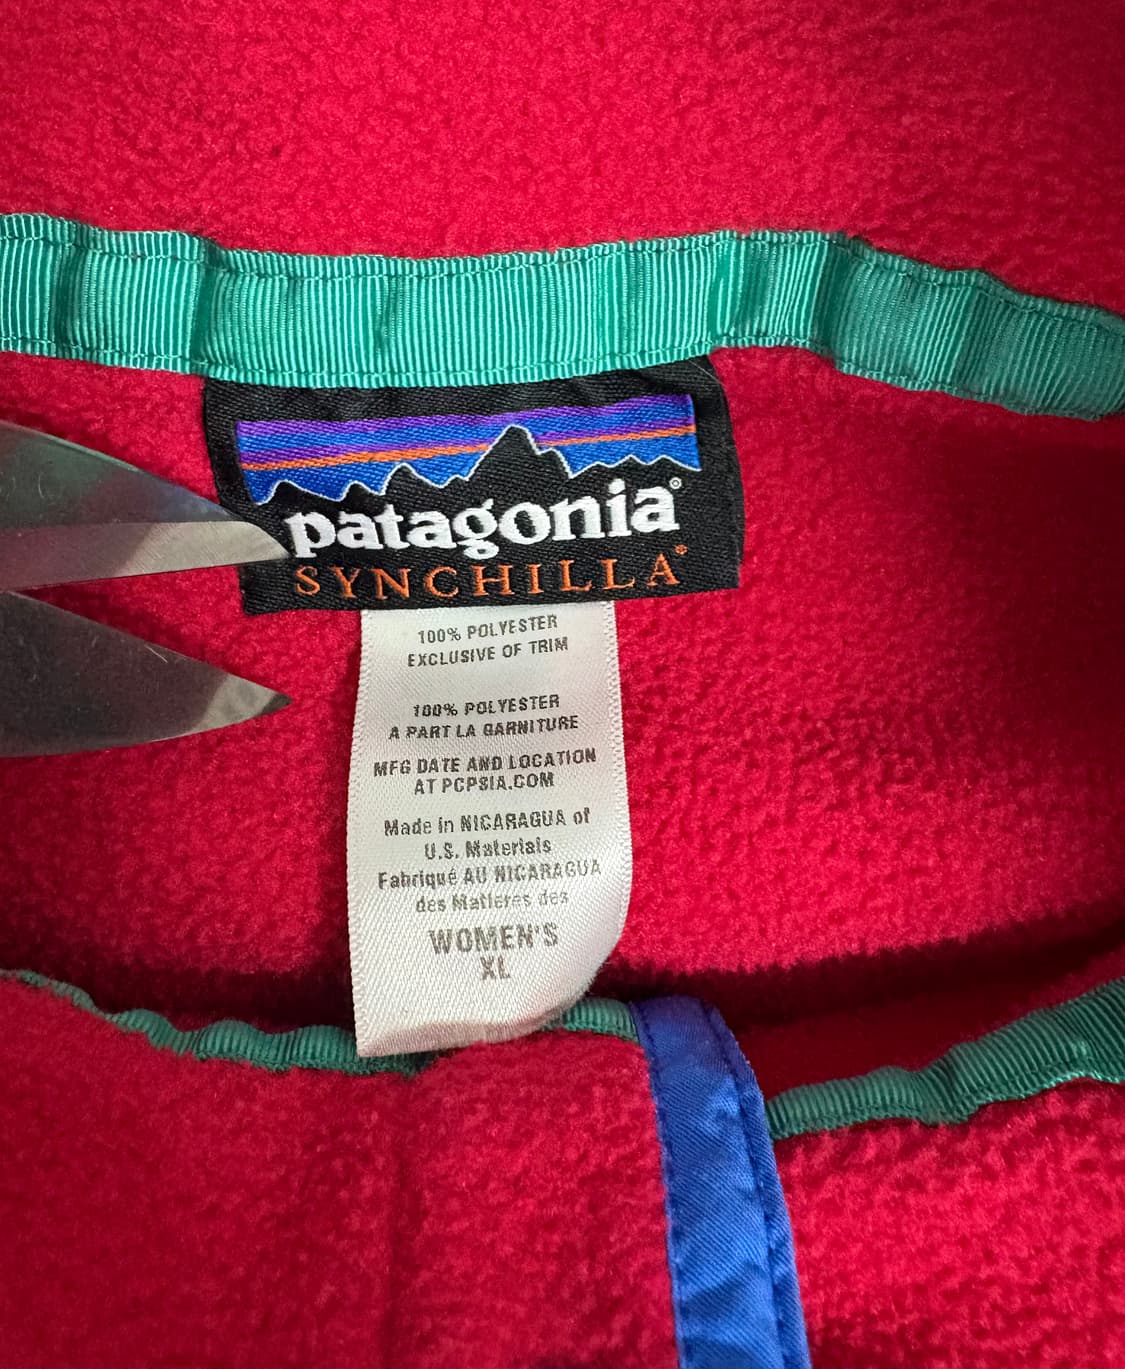 patagonia®
SYNCHILLA®
100% POLYESTER
EXCLUSIVE OF TRIM
100% POLYESTER
A PART LA GARNITURE
MFG DATE AND LOCATION
AT PCPSIA.COM
Made in NICARAGUA of
U.S. Materials
Fabriqué AU NICARAGUA
des Matieres des
WOMEN'S
XL